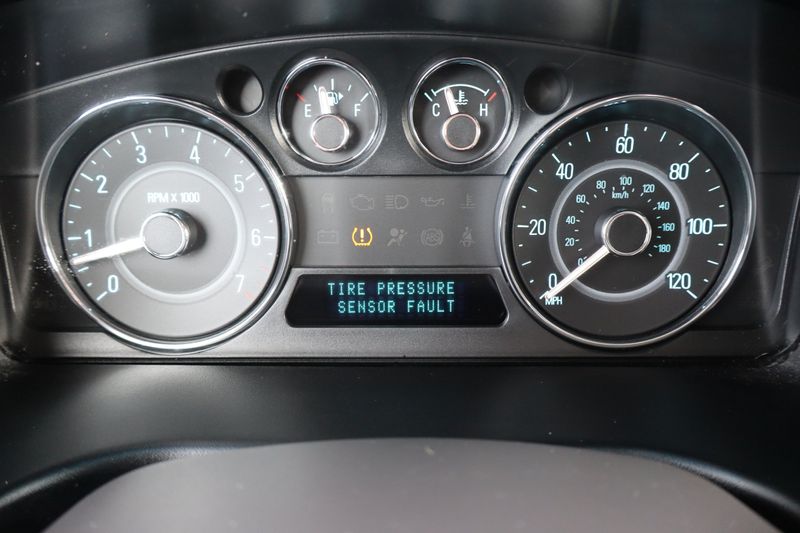 E F
C H
0 1 2 3 4 5 6 7
RPM X 1000
0 20 40 60 80 100 120
MPH
0 20 40 60 80 100 120 140 160 180
km/h
TIRE PRESSURE
SENSOR FAULT